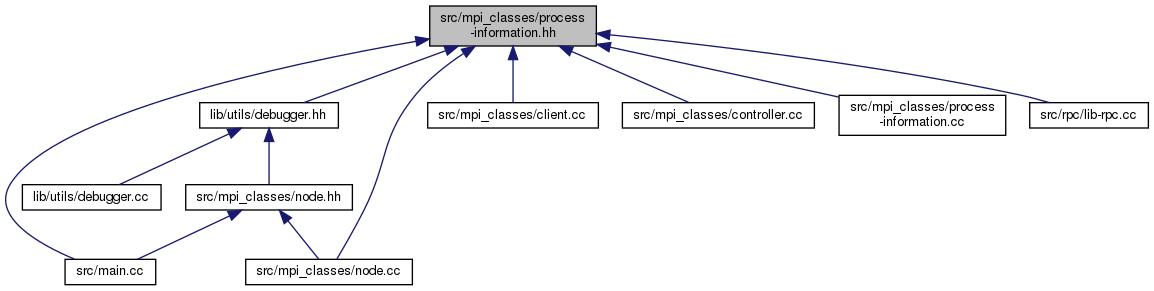 src/mpi_classes/process
-information.hh
lib/utils/debugger.hh
src/mpi_classes/client.cc
src/mpi_classes/controller.cc
src/mpi_classes/process
-information.cc
src/rpc/lib-rpc.cc
lib/utils/debugger.cc
src/mpi_classes/node.hh
src/main.cc
src/mpi_classes/node.cc